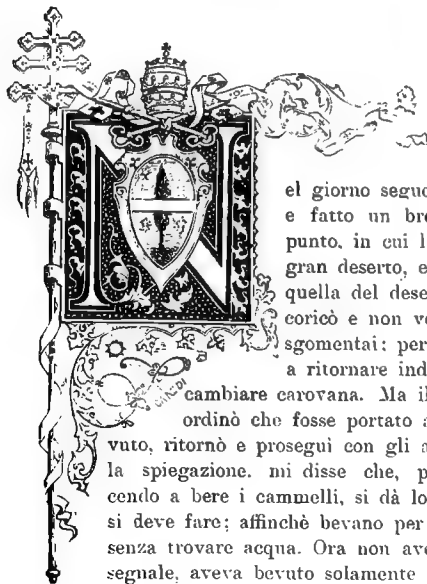 N
el giorno segue
e fatto un bre
punto, in cui l
gran deserto, e
quella del dese
coricò e non ve
sgomentai: per
a ritornare ind
cambiare carovana. Ma il
ordinò che fosse portato a
vuto, ritornò e proseguì con gli a
la spiegazione. mi disse che, p
cendo a bere i cammelli, si dà lo
si deve fare; affinchè bevano per
senza trovare acqua. Ora non ave
segnale, aveva bevuto solamente